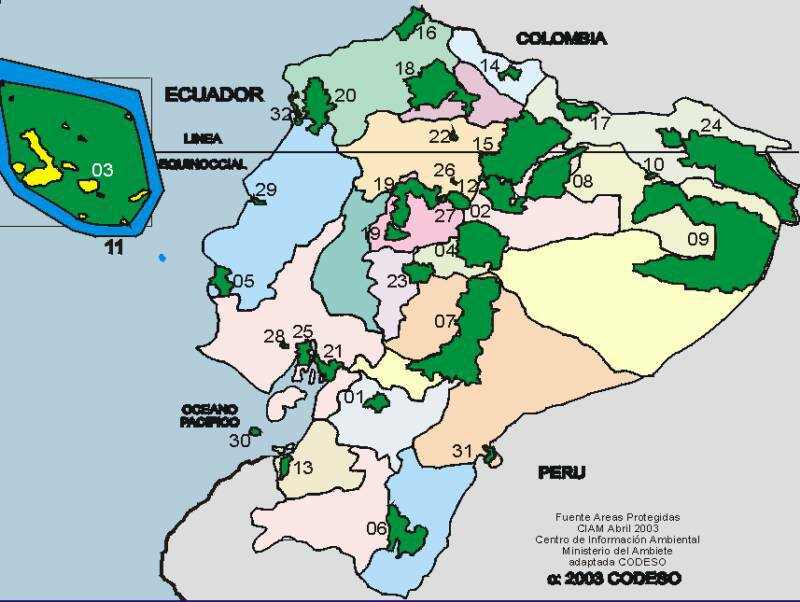 16
COLOMBIA
14
18
ECUADOR
20
17
32
24
LINEA
22
15
EQUINOCCIAL
03
26
10
19
12
08
29
27
02
19
09
04
11
05
23
07
28
25
21
01
OCEANO
PACIFICO
30
31
13
PERU
06
Fuente Areas Protegidas
CIAM Abril 2003
Centro de Información Ambiental
Ministerio del Ambiete
adaptada CODESO
α: 2003 CODESO